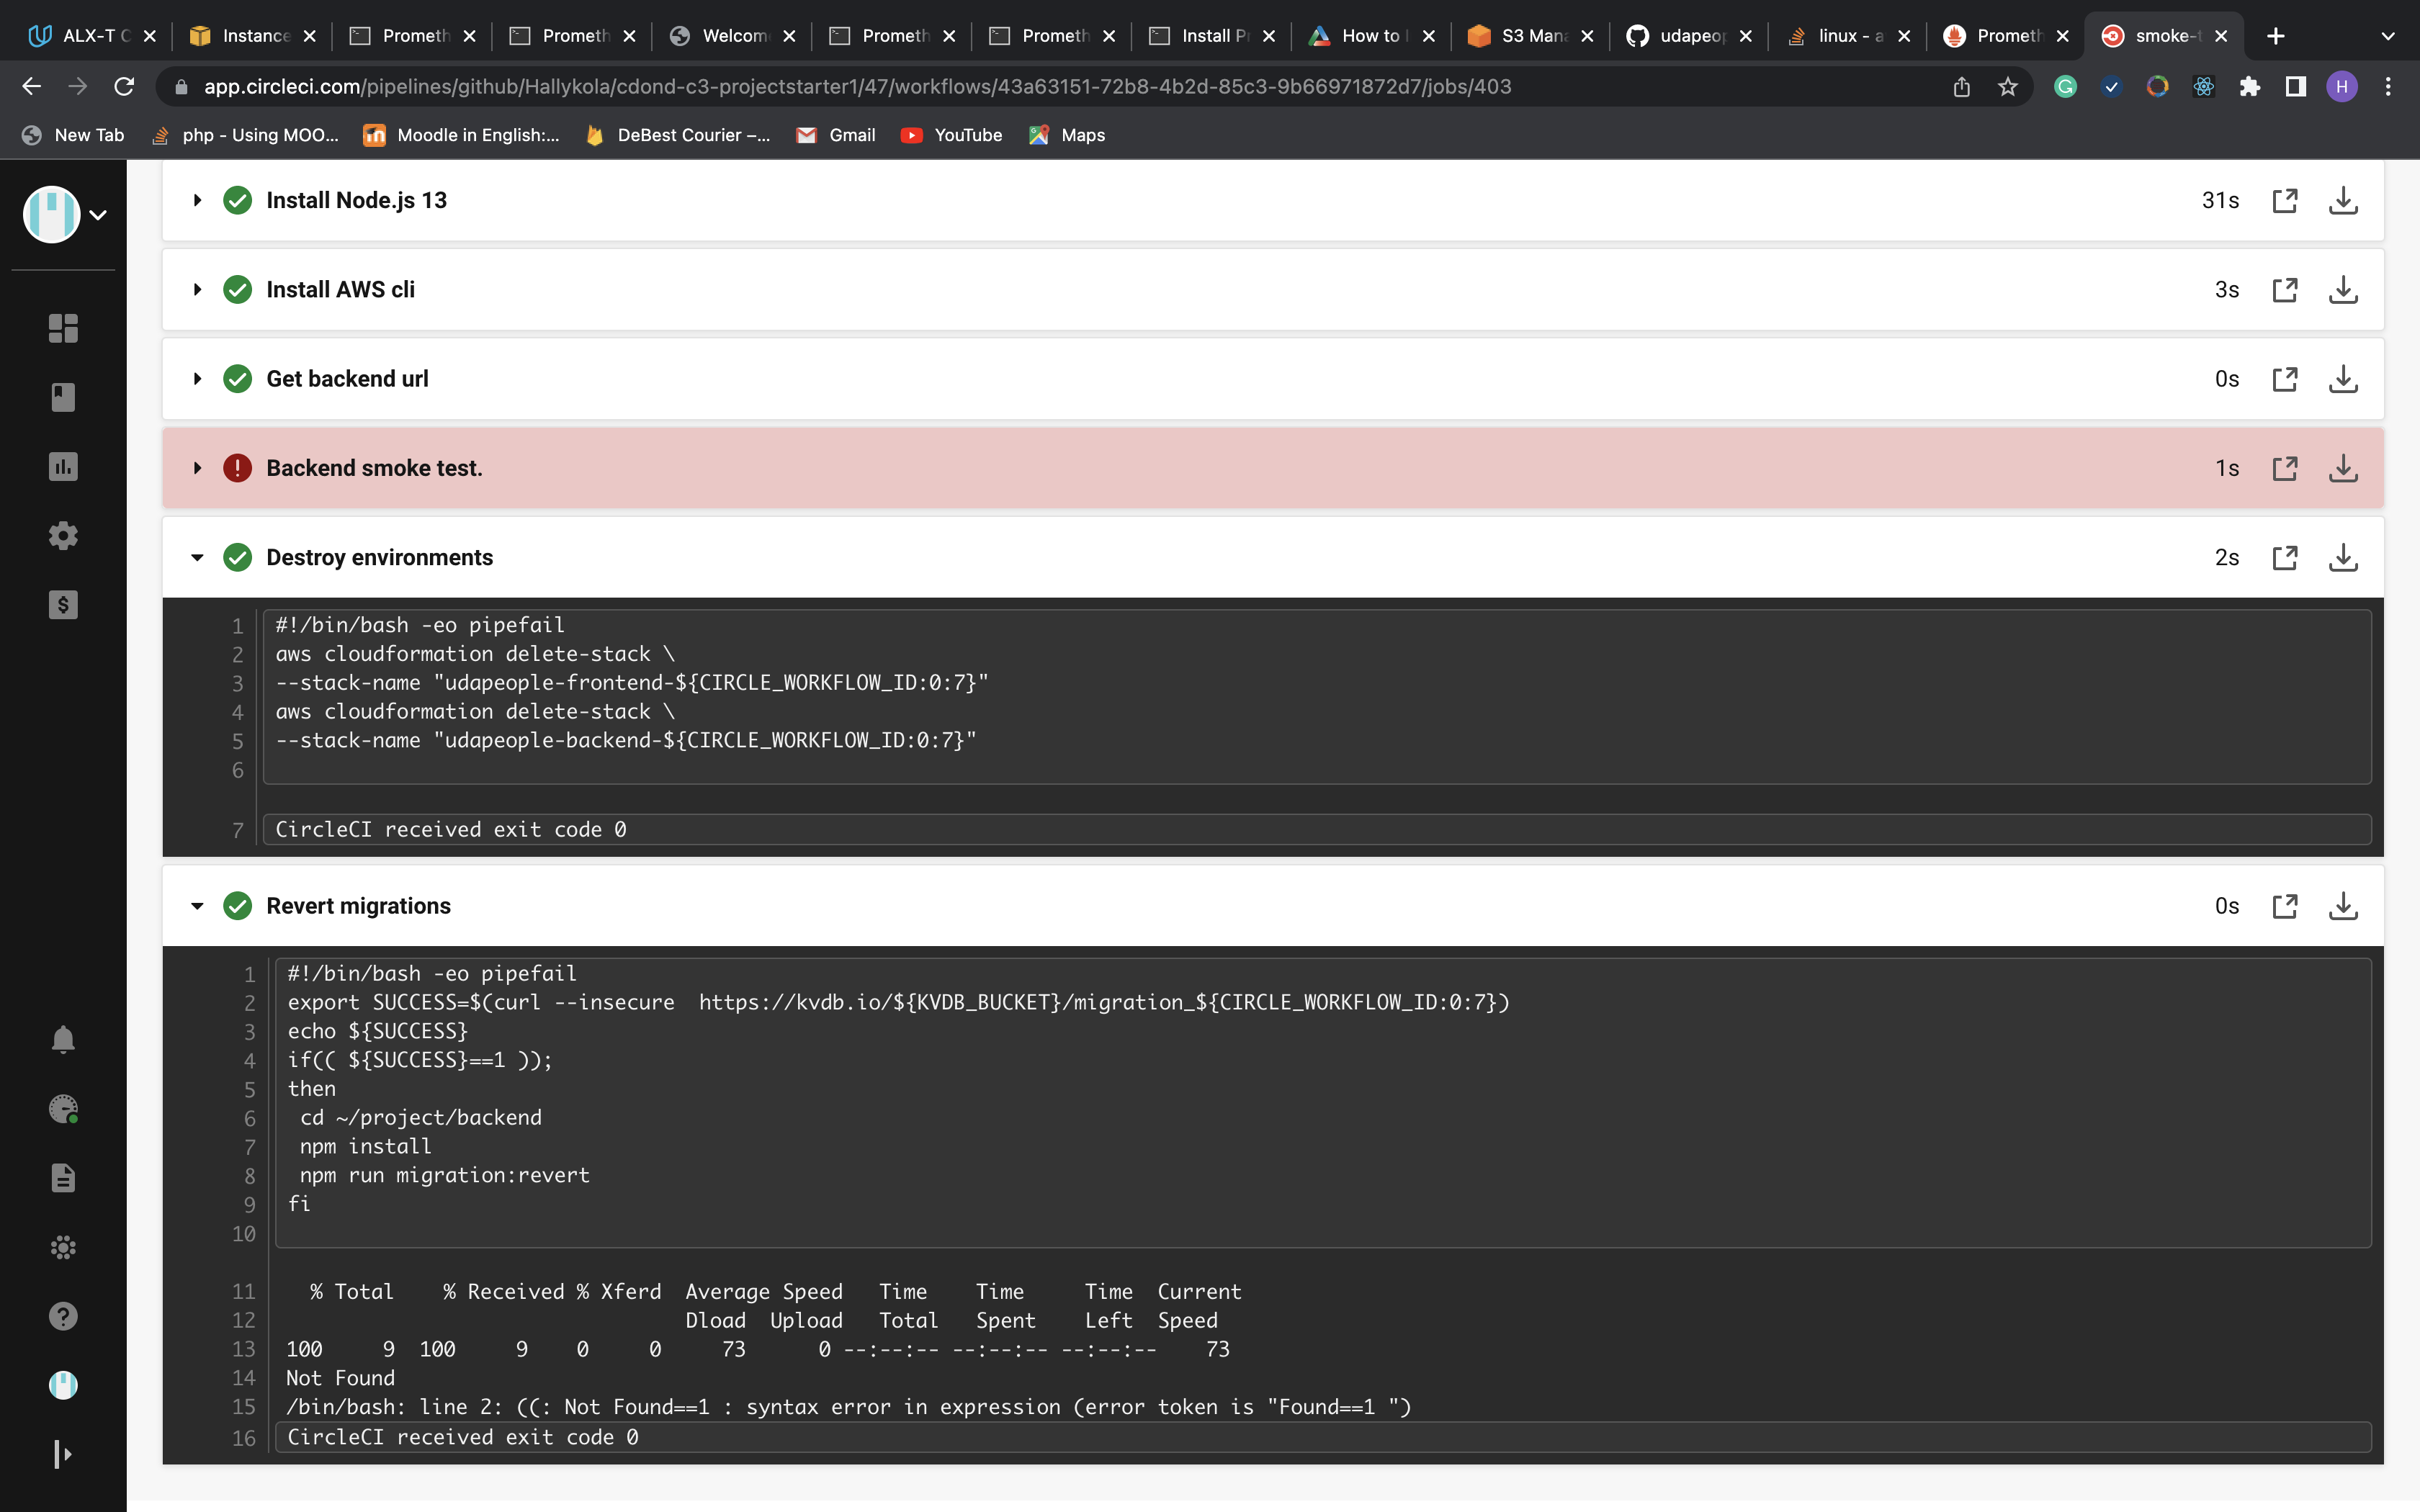 ALX-T C
Instance
Prometh
Prometh
Welcom
Prometh
Prometh
Install Pr
How to I
S3 Mana
udapeop
linux - a
Prometh
smoke-t
app.circleci.com/pipelines/github/Hallykola/cdond-c3-projectstarter1/47/workflows/43a63151-72b8-4b2d-85c3-9b66971872d7/jobs/403
H
New Tab
php - Using MOO...
Moodle in English:...
DeBest Courier –...
Gmail
YouTube
Maps
Install Node.js 13
31s
Install AWS cli
3s
Get backend url
0s
Backend smoke test.
1s
Destroy environments
2s
1 #!/bin/bash -eo pipefail
2 aws cloudformation delete-stack \
3 --stack-name "udapeople-frontend-${CIRCLE_WORKFLOW_ID:0:7}"
4 aws cloudformation delete-stack \
5 --stack-name "udapeople-backend-${CIRCLE_WORKFLOW_ID:0:7}"
6
7 CircleCI received exit code 0
Revert migrations
0s
1 #!/bin/bash -eo pipefail
2 export SUCCESS=$(curl --insecure  https://kvdb.io/${KVDB_BUCKET}/migration_${CIRCLE_WORKFLOW_ID:0:7})
3 echo ${SUCCESS}
4 if(( ${SUCCESS}==1 ));
5 then
6  cd ~/project/backend
7  npm install
8  npm run migration:revert
9 fi
10
11   % Total    % Received % Xferd  Average Speed   Time    Time     Time  Current
12                                  Dload  Upload   Total   Spent    Left  Speed
13 100     9  100     9    0     0     73      0 --:--:-- --:--:-- --:--:--    73
14 Not Found
15 /bin/bash: line 2: ((: Not Found==1 : syntax error in expression (error token is "Found==1 ")
16 CircleCI received exit code 0